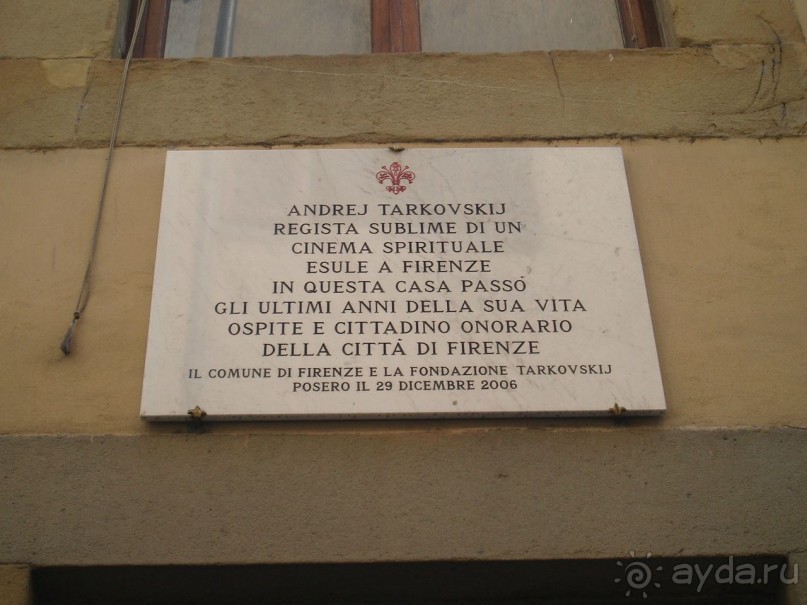 ANDREJ TARKOVSKIJ
REGISTA SUBLIME DI UN
CINEMA SPIRITUALE
ESULE A FIRENZE
IN QUESTA CASA PASSÒ
GLI ULTIMI ANNI DELLA SUA VITA
OSPITE E CITTADINO ONORARIO
DELLA CITTÀ DI FIRENZE
IL COMUNE DI FIRENZE E LA FONDAZIONE TARKOVSKIJ
POSERO IL 29 DICEMBRE 2006
ayda.ru